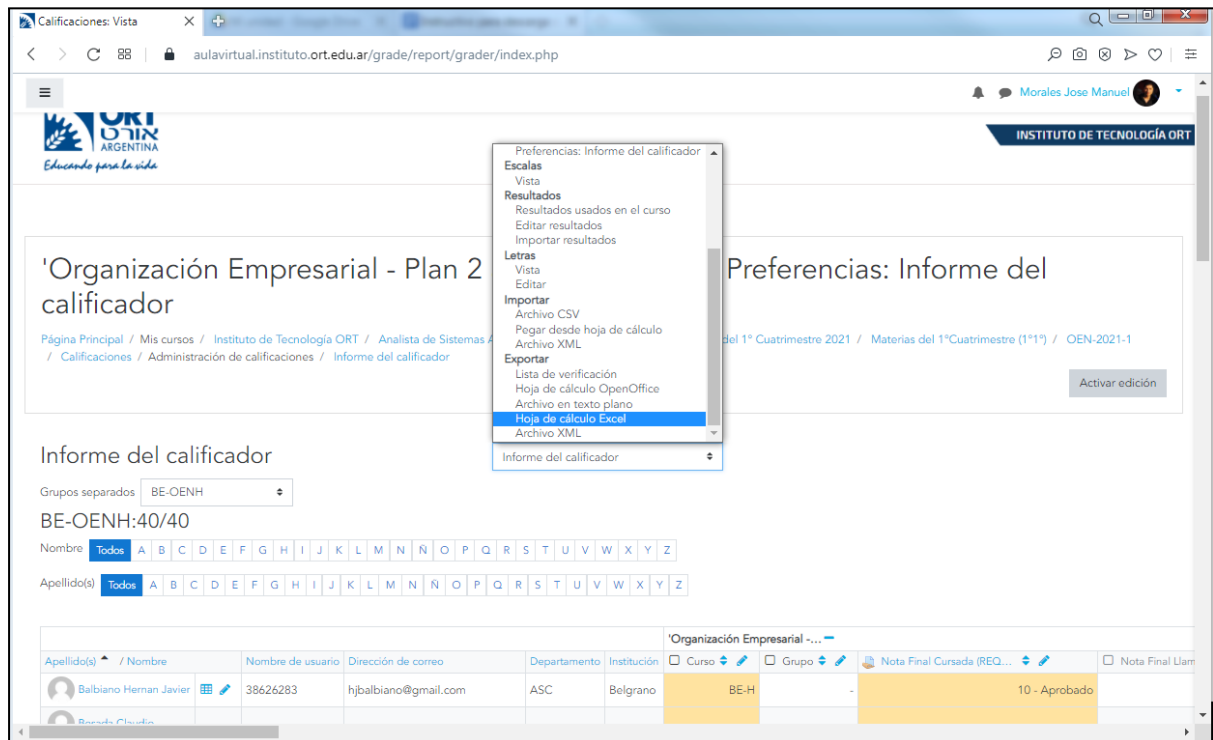 Calificaciones: Vista
aulavirtual.instituto.ort.edu.ar/grade/report/grader/index.php
Morales Jose Manuel
ORT
אורט
ARGENTINA
Educando para la vida
INSTITUTO DE TECNOLOGÍA ORT
'Organización Empresarial - Plan 2 Preferencias: Informe del
calificador
Página Principal / Mis cursos / Instituto de Tecnología ORT / Analista de Sistemas A del 1º Cuatrimestre 2021 / Materias del 1ºCuatrimestre (1º1º) / OEN-2021-1
/ Calificaciones / Administración de calificaciones / Informe del calificador
Activar edición
Preferencias: Informe del calificador
Escalas
Vista
Resultados
Resultados usados en el curso
Editar resultados
Importar resultados
Letras
Vista
Editar
Importar
Archivo CSV
Pegar desde hoja de cálculo
Archivo XML
Exportar
Lista de verificación
Hoja de cálculo OpenOffice
Archivo en texto plano
Hoja de cálculo Excel
Archivo XML
Informe del calificador
Informe del calificador
Grupos separados BE-OENH
BE-OENH:40/40
Nombre Todos A B C D E F G H I J K L M N Ñ O P Q R S T U V W X Y Z
Apellido(s) Todos A B C D E F G H I J K L M N Ñ O P Q R S T U V W X Y Z
'Organización Empresarial -...
Apellido(s) / Nombre Nombre de usuario Dirección de correo Departamento Institución Curso Grupo Nota Final Cursada (REQ... Nota Final Llam
Balbiano Hernan Javier 38626283 hjbalbiano@gmail.com ASC Belgrano BE-H - 10 - Aprobado